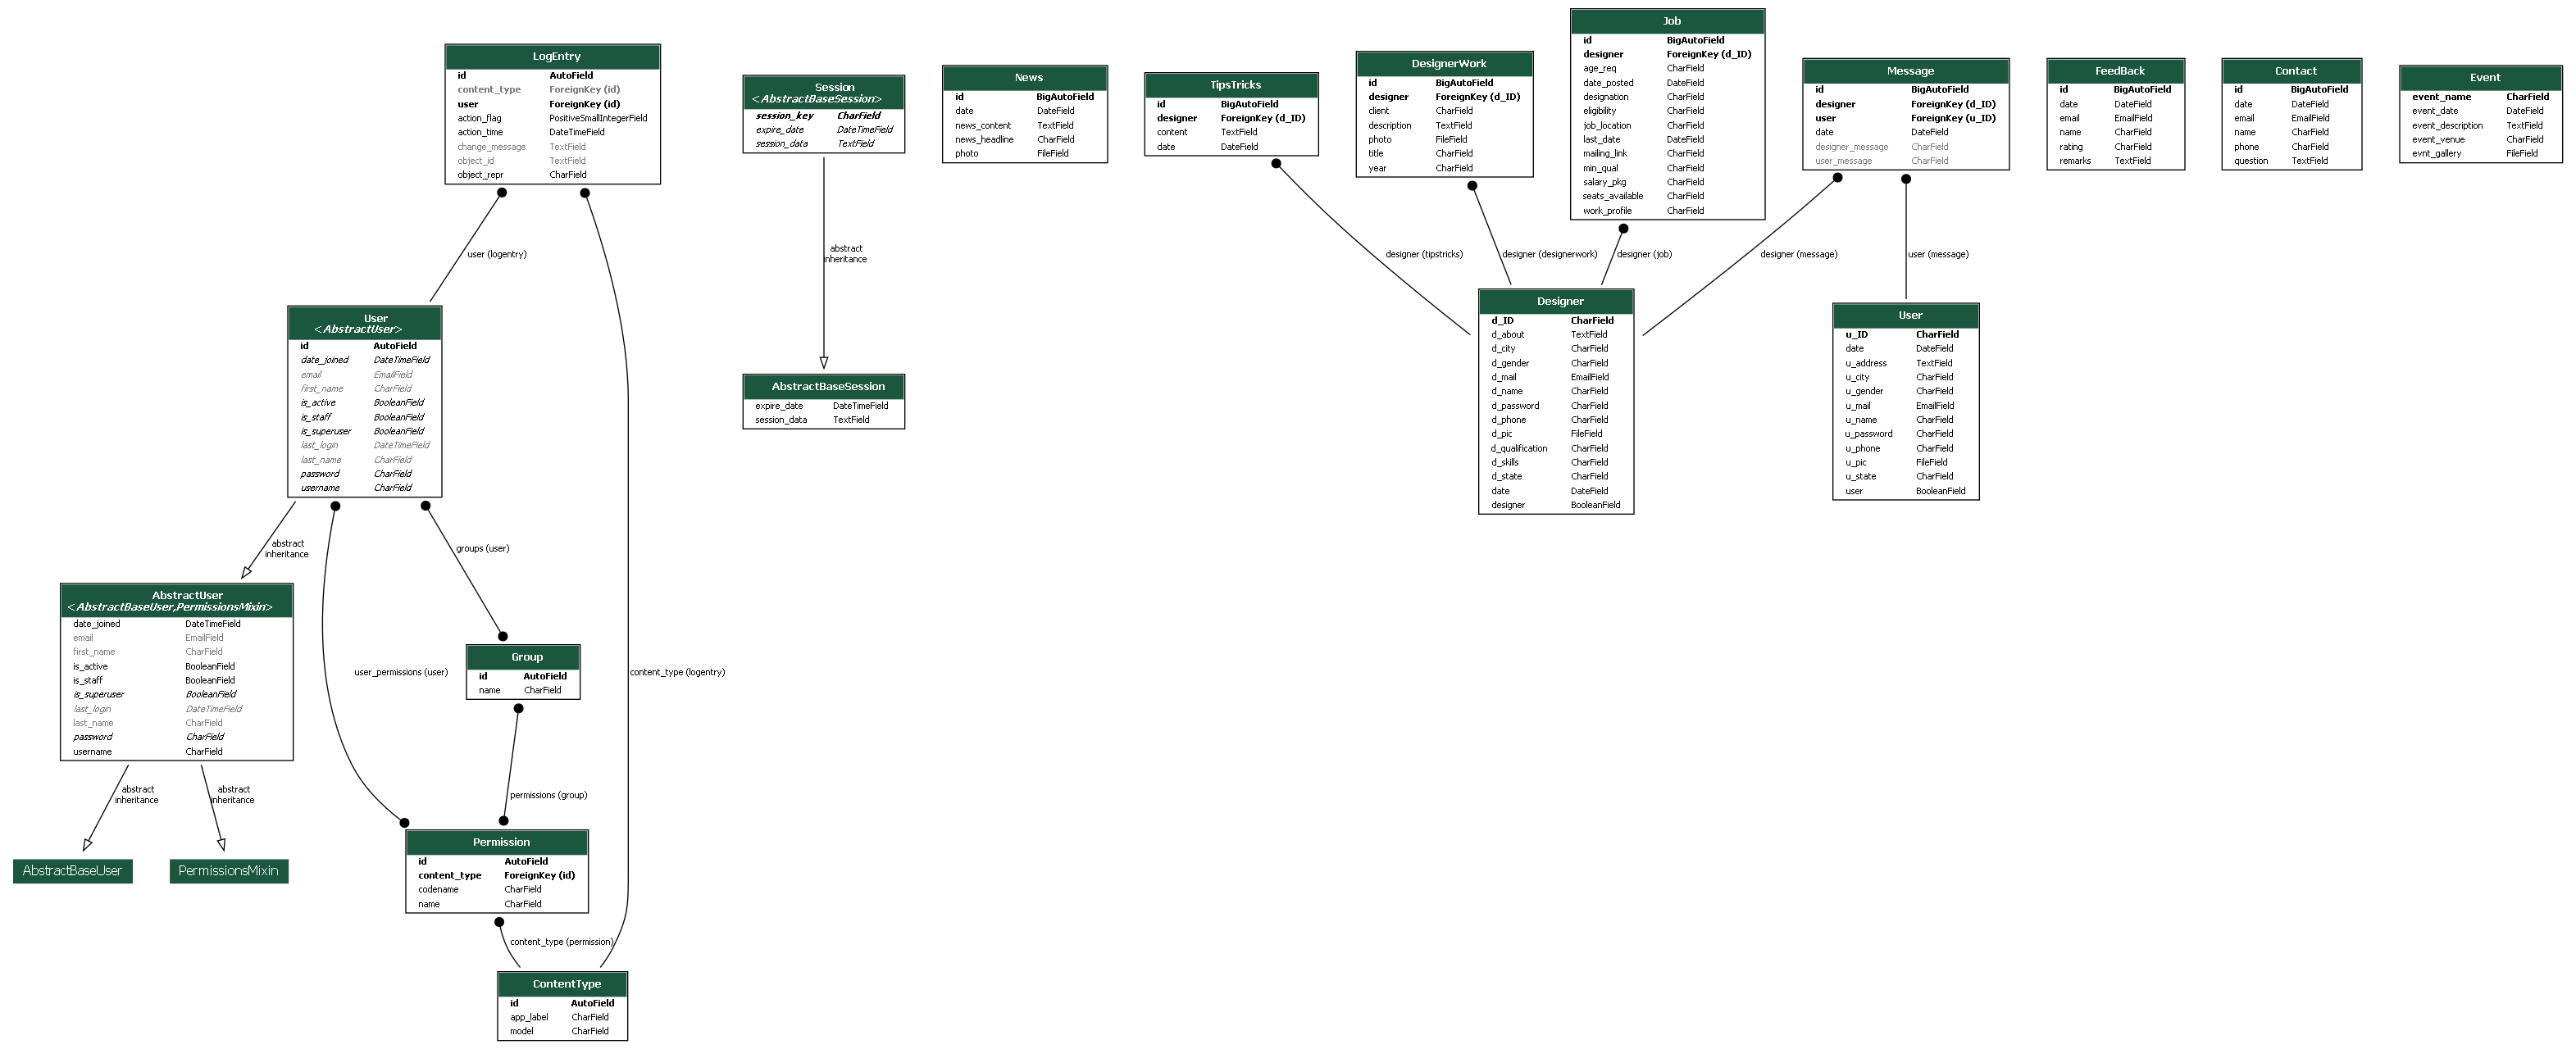 LogEntry
id AutoField
content_type ForeignKey (id)
user ForeignKey (id)
action_flag PositiveSmallIntegerField
action_time DateTimeField
change_message TextField
object_id TextField
object_repr CharField
user (logentry)
content_type (logentry)
User
<AbstractUser>
id AutoField
date_joined DateTimeField
email EmailField
first_name CharField
is_active BooleanField
is_staff BooleanField
is_superuser BooleanField
last_login DateTimeField
last_name CharField
password CharField
username CharField
abstract
inheritance
groups (user)
user_permissions (user)
AbstractUser
<AbstractBaseUser,PermissionsMixin>
date_joined DateTimeField
email EmailField
first_name CharField
is_active BooleanField
is_staff BooleanField
is_superuser BooleanField
last_login DateTimeField
last_name CharField
password CharField
username CharField
abstract
inheritance
abstract
inheritance
AbstractBaseUser
PermissionsMixin
Group
id AutoField
name CharField
permissions (group)
Permission
id AutoField
content_type ForeignKey (id)
codename CharField
name CharField
content_type (permission)
ContentType
id AutoField
app_label CharField
model CharField
Session
<AbstractBaseSession>
session_key CharField
expire_date DateTimeField
session_data TextField
abstract
inheritance
AbstractBaseSession
expire_date DateTimeField
session_data TextField
News
id BigAutoField
date DateField
news_content TextField
news_headline CharField
photo FileField
TipsTricks
id BigAutoField
designer ForeignKey (d_ID)
content TextField
date DateField
designer (tipstricks)
DesignerWork
id BigAutoField
designer ForeignKey (d_ID)
client CharField
description TextField
photo FileField
title CharField
year CharField
designer (designerwork)
Job
id BigAutoField
designer ForeignKey (d_ID)
age_req CharField
date_posted DateField
designation CharField
eligibility CharField
job_location CharField
last_date DateField
mailing_link CharField
min_qual CharField
salary_pkg CharField
seats_available CharField
work_profile CharField
designer (job)
Message
id BigAutoField
designer ForeignKey (d_ID)
user ForeignKey (u_ID)
date DateField
designer_message CharField
user_message CharField
designer (message)
user (message)
Designer
d_ID CharField
d_about TextField
d_city CharField
d_gender CharField
d_mail EmailField
d_name CharField
d_password CharField
d_phone CharField
d_pic FileField
d_qualification CharField
d_skills CharField
d_state CharField
date DateField
designer BooleanField
User
u_ID CharField
date DateField
u_address TextField
u_city CharField
u_gender CharField
u_mail EmailField
u_name CharField
u_password CharField
u_phone CharField
u_pic FileField
u_state CharField
user BooleanField
FeedBack
id BigAutoField
date DateField
email EmailField
name CharField
rating CharField
remarks TextField
Contact
id BigAutoField
date DateField
email EmailField
name CharField
phone CharField
question TextField
Event
event_name CharField
event_date DateField
event_description TextField
event_venue CharField
evnt_gallery FileField